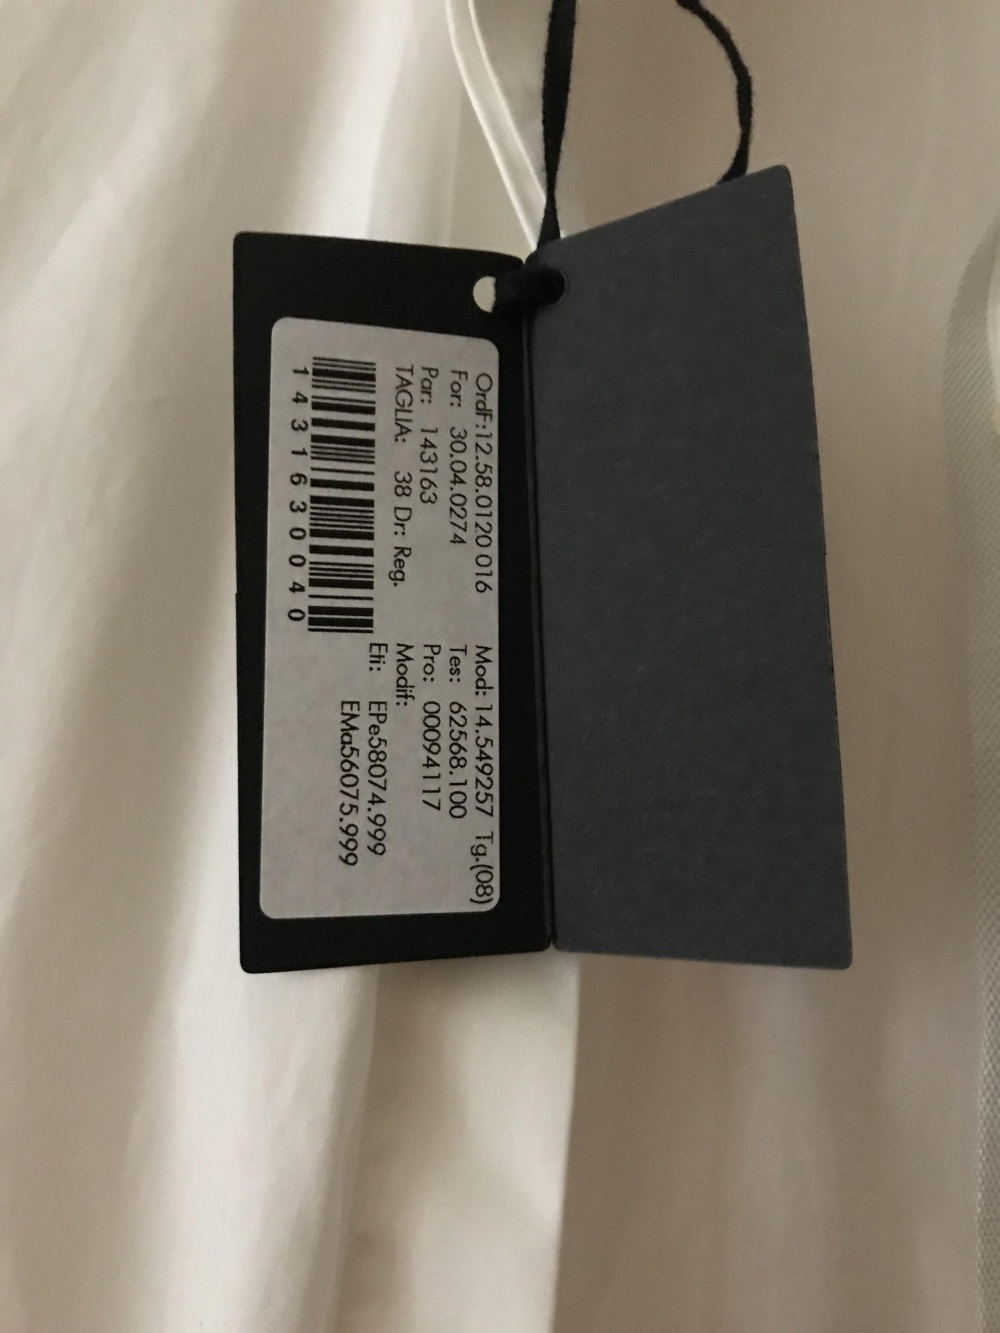 OrdF:12.58.0120 016 Mod: 14.549257 Tg.(08)
For: 30.04.0274 Tes: 62568.100
Par: 143163 Pro: 00094117
TAGLIA: 38 Dr: Reg. Modif:
Eti: EPe58074.999
EMa56075.999
1431630040